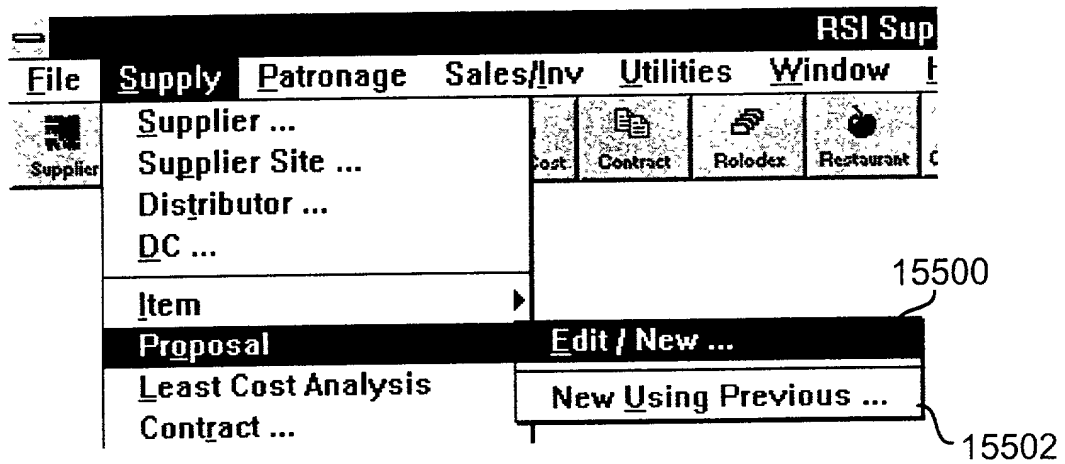 RSI Sup
File Supply Patronage Sales/Inv Utilities Window
Supplier Cost Contract Rolodex Restaurant
Supplier ...
Supplier Site ...
Distributor ...
DC ...
Item
Proposal
Least Cost Analysis
Contract ...
Edit / New ...
New Using Previous ...
15500
15502